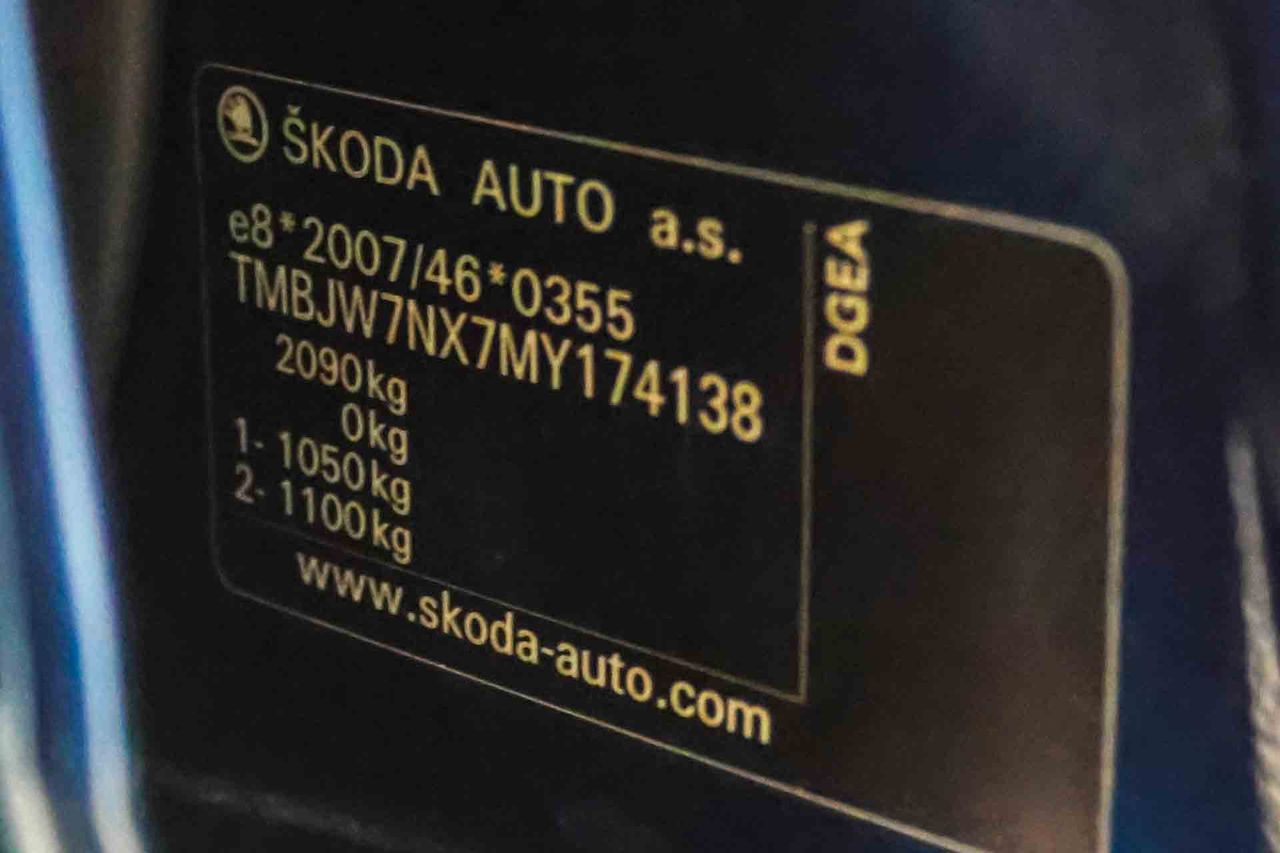 ŠKODA AUTO a.s.
e8*2007/46*0355
TMBJW7NX7MY174138
2090kg
0kg
1- 1050kg
2- 1100kg
www.skoda-auto.com
DGEA